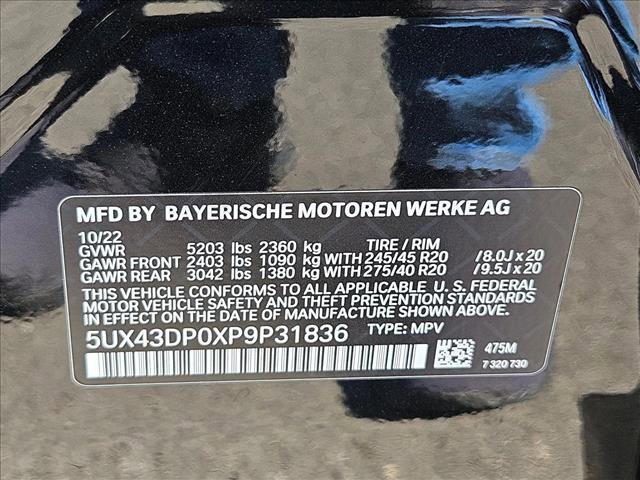 MFD BY BAYERISCHE MOTOREN WERKE AG
10/22
GVWR 5203 lbs 2360 kg TIRE / RIM
GAWR FRONT 2403 lbs 1090 kg WITH 245/45 R20 /8.0J x 20
GAWR REAR 3042 lbs 1380 kg WITH 275/40 R20 /9.5J x 20
THIS VEHICLE CONFORMS TO ALL APPLICABLE U. S. FEDERAL
MOTOR VEHICLE SAFETY AND THEFT PREVENTION STANDARDS
IN EFFECT ON THE DATE OF MANUFACTURE SHOWN ABOVE.
5UX43DP0XP9P31836 TYPE: MPV
475M
7 320 730